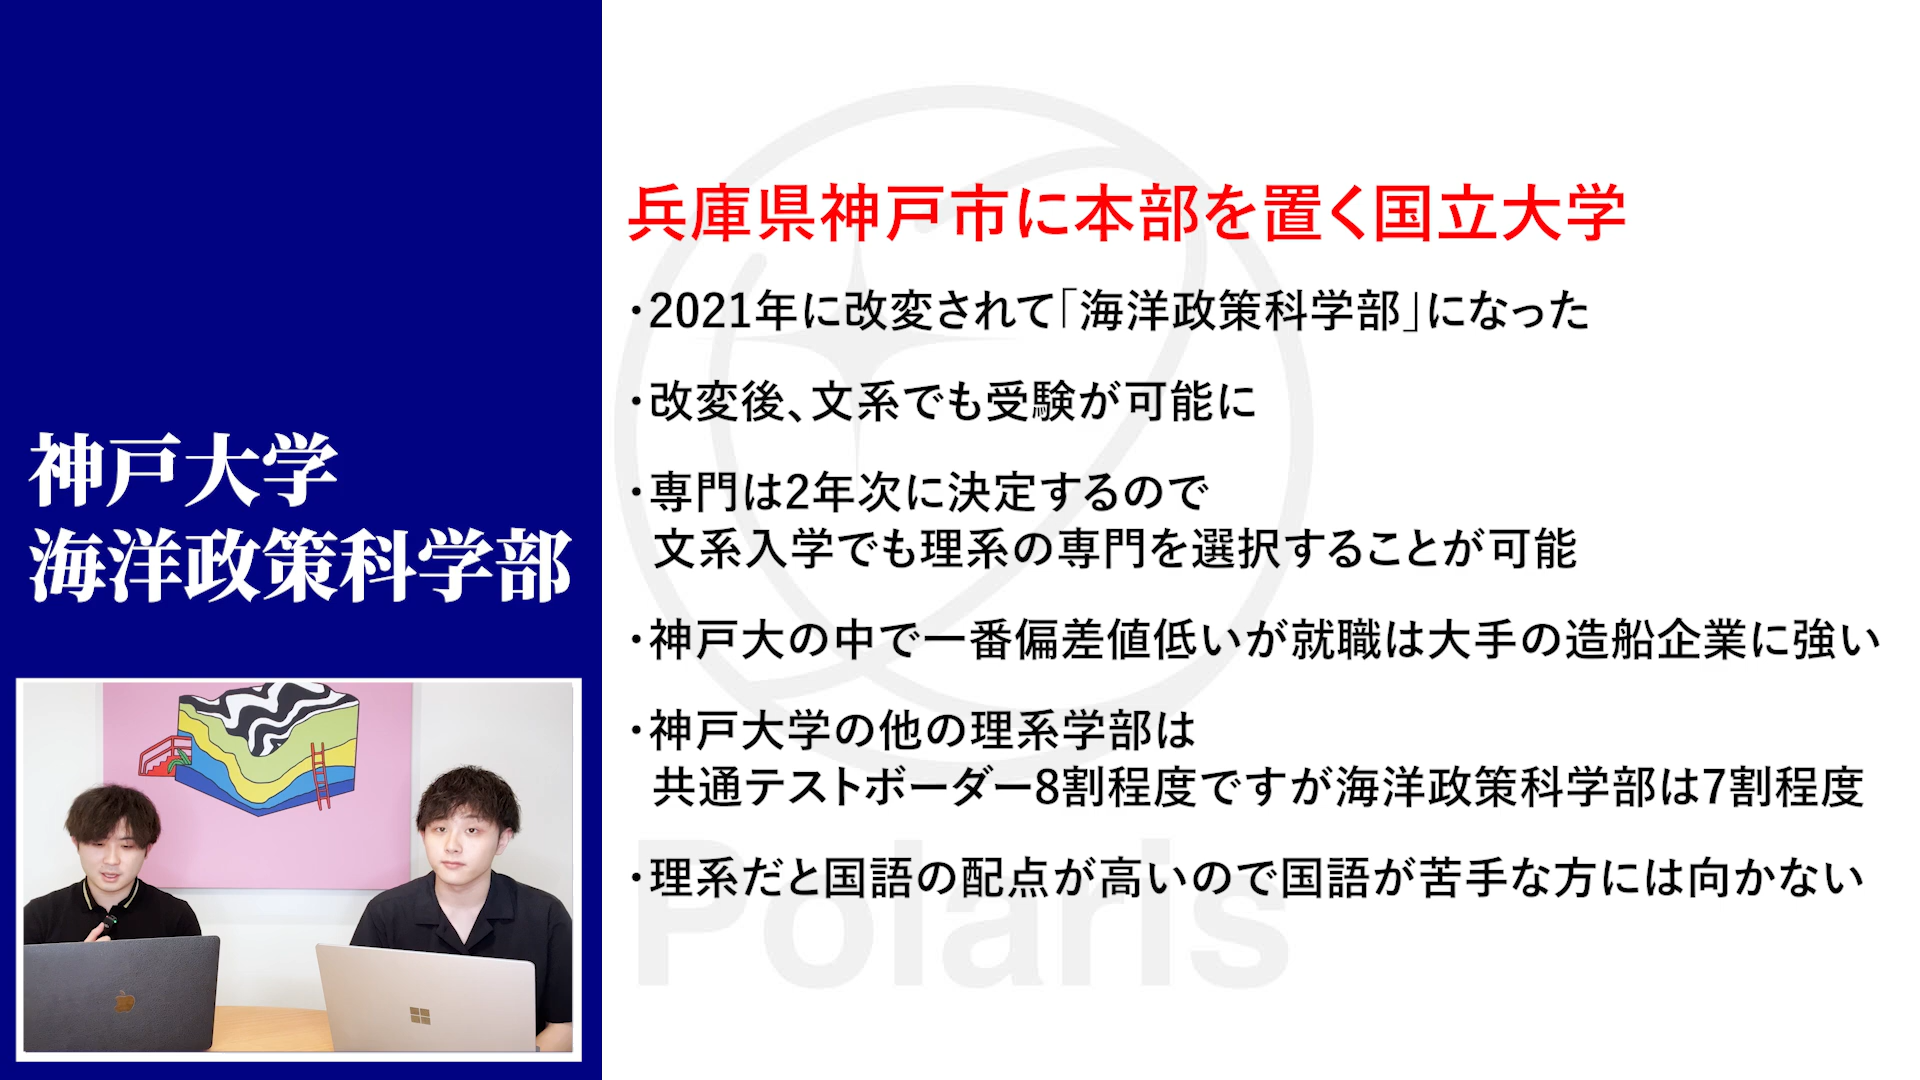 神戸大学
海洋政策科学部
兵庫県神戸市に本部を置く国立大学
・2021年に改変されて「海洋政策科学部」になった
・改変後、文系でも受験が可能に
・専門は2年次に決定するので
文系入学でも理系の専門を選択することが可能
・神戸大の中で一番偏差値低いが就職は大手の造船企業に強い
・神戸大学の他の理系学部は
共通テストボーダー8割程度ですが海洋政策科学部は7割程度
・理系だと国語の配点が高いので国語が苦手な方には向かない
Polaris